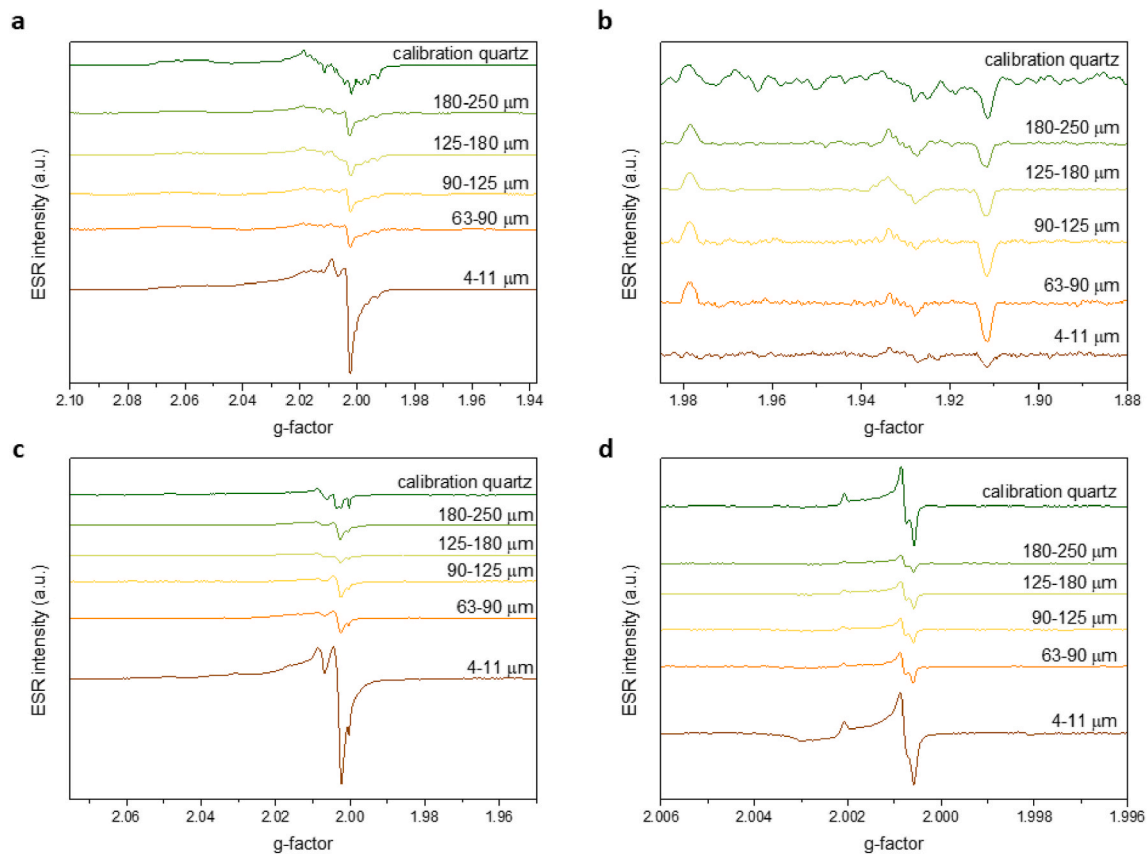 a
calibration quartz
180-250 μm
125-180 μm
90-125 μm
63-90 μm
4-11 μm
ESR intensity (a.u.)
2.10 2.08 2.06 2.04 2.02 2.00 1.98 1.96 1.94
g-factor
b
calibration quartz
180-250 μm
125-180 μm
90-125 μm
63-90 μm
4-11 μm
ESR intensity (a.u.)
1.98 1.96 1.94 1.92 1.90 1.88
g-factor
c
calibration quartz
180-250 μm
125-180 μm
90-125 μm
63-90 μm
4-11 μm
ESR intensity (a.u.)
2.06 2.04 2.02 2.00 1.98 1.96
g-factor
d
calibration quartz
180-250 μm
125-180 μm
90-125 μm
63-90 μm
4-11 μm
ESR intensity (a.u.)
2.006 2.004 2.002 2.000 1.998 1.996
g-factor